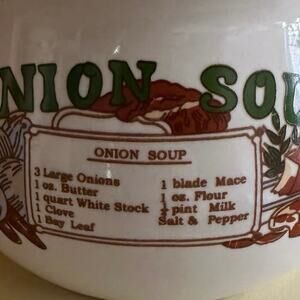 NION SOU
ONION SOUP
3 Large Onions
1 oz. Butter
1 quart White Stock
1 Clove
1 Bay Leaf
1 blade Mace
1 oz. Flour
½ pint Milk
Salt & Pepper